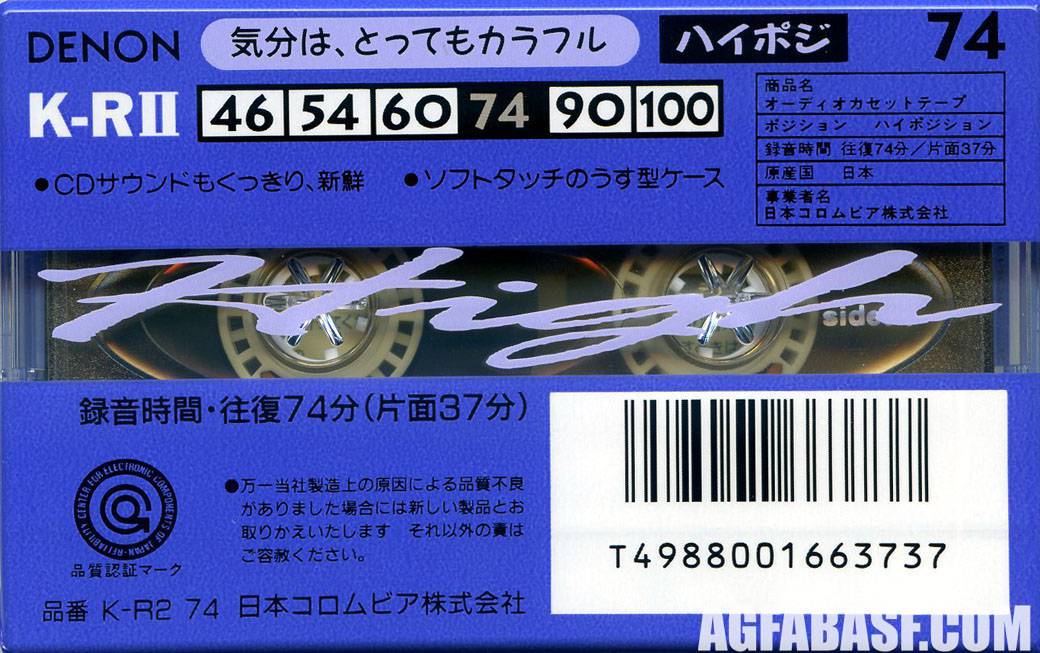 DENON 気分は、とってもカラフル ハイポジ 74
K-RII 46 54 60 74 90 100
商品名
オーディオカセットテープ
ポジション ハイポジション
録音時間 往復74分/片面37分
原産国 日本
事業者名
日本コロムビア株式会社
●CDサウンドもくっきり、新鮮 ●ソフトタッチのうす型ケース
High
side
録音時間・往復74分(片面37分)
RELIABILITY CENTER FOR ELECTRONIC COMPONENTS OF JAPAN
品質認証マーク
●万一当社製造上の原因による品質不良
がありました場合には新しい製品とお
取りかえいたします それ以外の責は
ご容赦ください。
T4988001663737
品番 K-R2 74 日本コロムビア株式会社
AGFABASF.COM